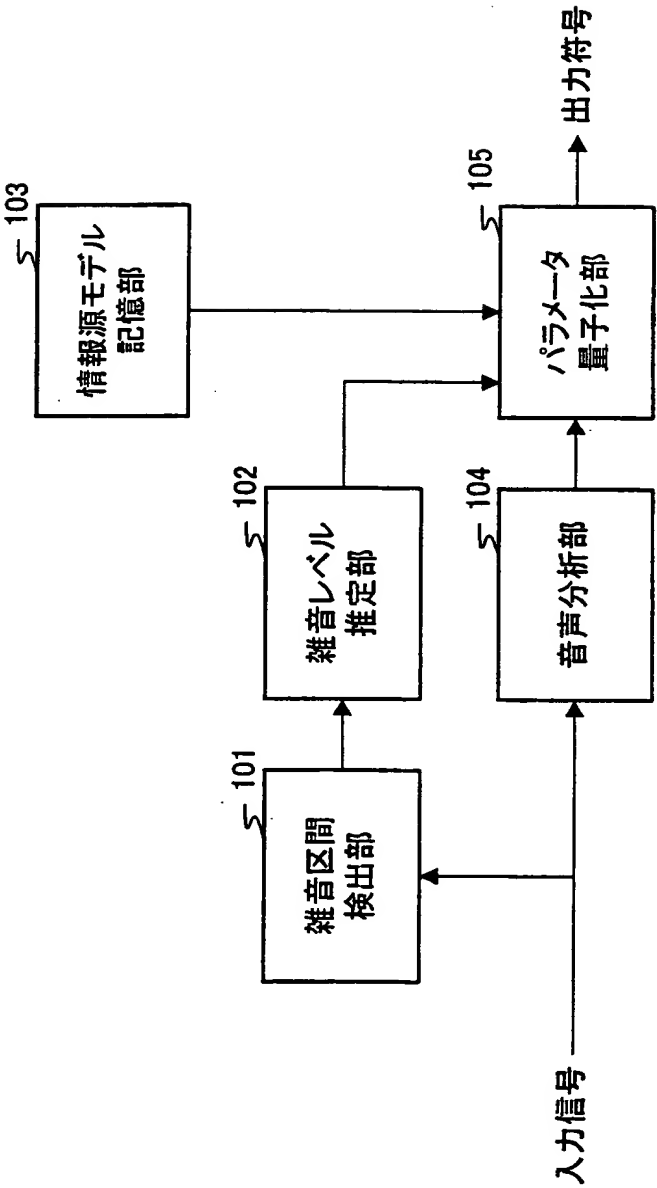 103
情報源モデル
記憶部
101
雑音区間
検出部
102
雑音レベル
推定部
入力信号
104
音声分析部
105
パラメータ
量子化部
出力符号